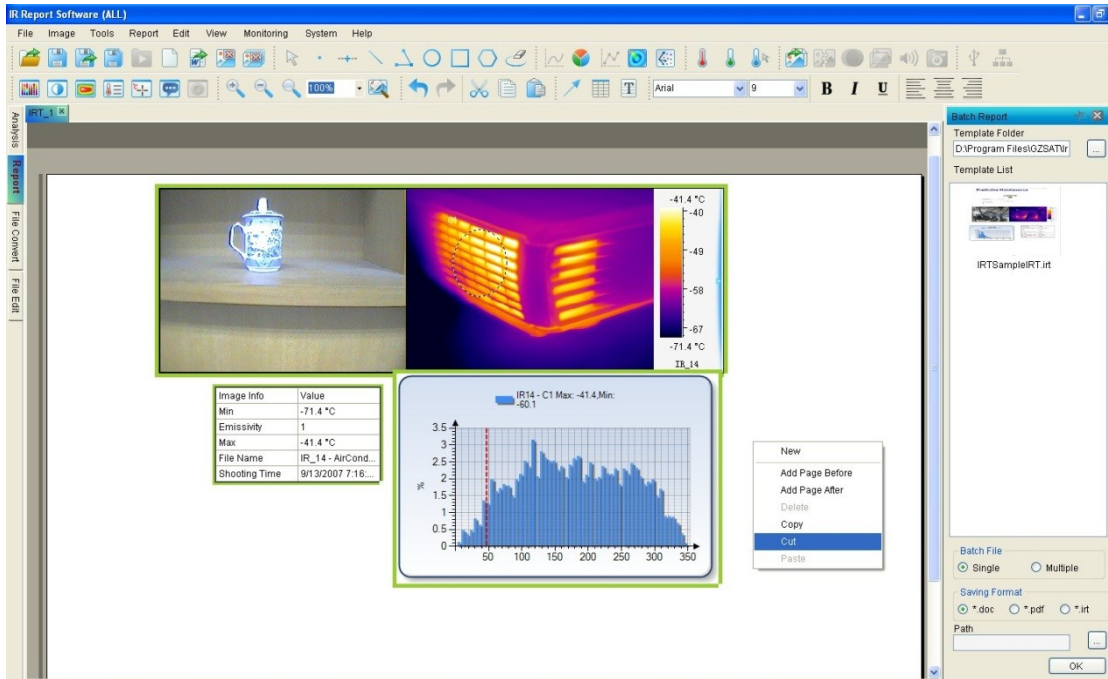 IR Report Software (ALL)
File Image Tools Report Edit View Monitoring System Help
100% Arial 9 B I U
IRT_1
Analysis
Report
File Convert
File Edit
-41.4 °C
-40
-49
-58
-67
-71.4 °C
IR_14
Image Info Value
Min -71.4 °C
Emissivity 1
Max -41.4 °C
File Name IR_14 - AirCond...
Shooting Time 9/13/2007 7:16:...
IR14 - C1 Max: -41.4,Min:
-60.1
3.5
3
2.5
2
1.5
1
0.5
0
%
50 100 150 200 250 300 350
New
Add Page Before
Add Page After
Delete
Copy
Cut
Paste
Batch Report
Template Folder
D:\Program Files\GZSAT\Ir
...
Template List
Predictive Maintenance
IRTSampleIRT.irt
Batch File
Single Multiple
Saving Format
*.doc *.pdf *.irt
Path
...
OK